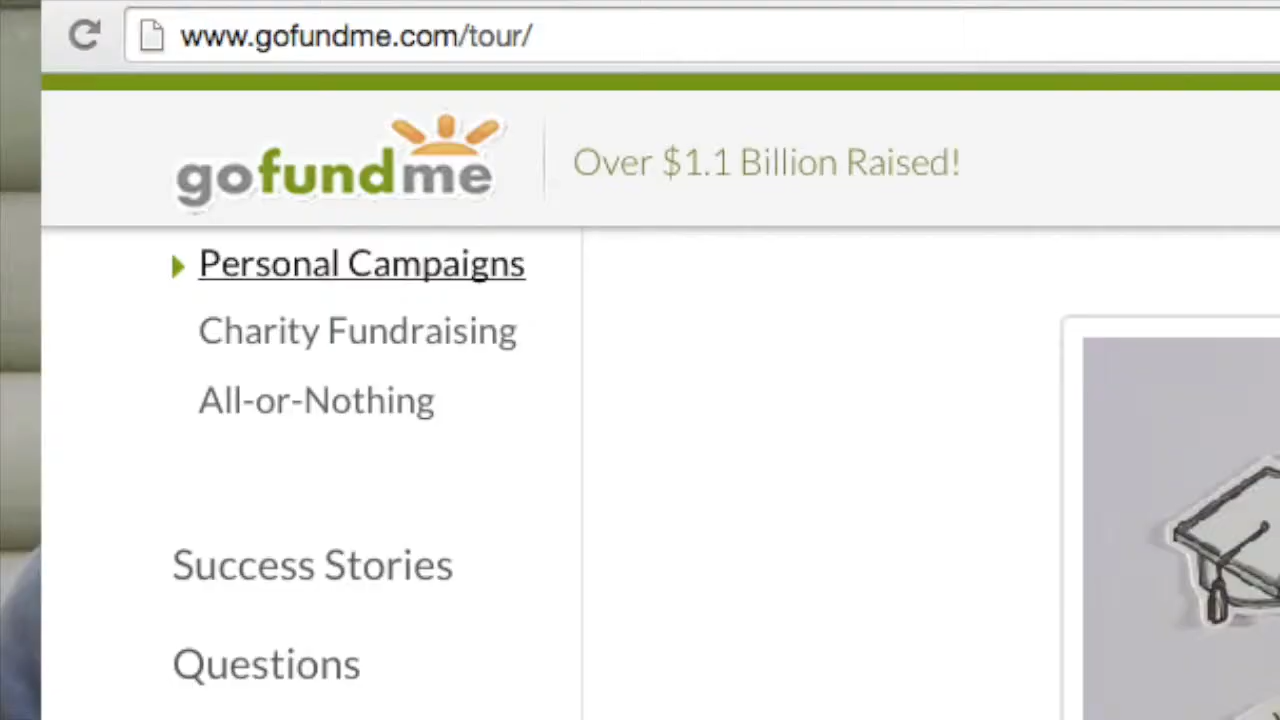 www.gofundme.com/tour/
gofundme
Over $1.1 Billion Raised!
Personal Campaigns
Charity Fundraising
All-or-Nothing
Success Stories
Questions